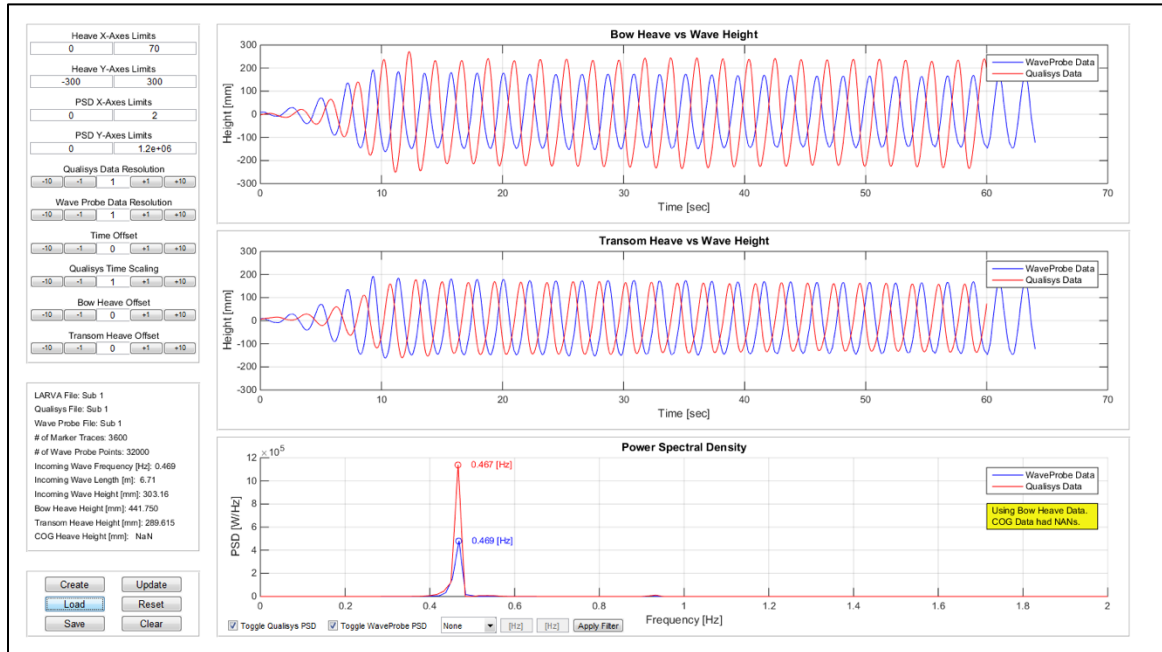 Heave X-Axes Limits
0 70
Heave Y-Axes Limits
-300 300
PSD X-Axes Limits
0 2
PSD Y-Axes Limits
0 1.2e+06
Qualisys Data Resolution
-10 -1 1 +1 +10
Wave Probe Data Resolution
-10 -1 1 +1 +10
Time Offset
-10 -1 0 +1 +10
Qualisys Time Scaling
-10 -1 1 +1 +10
Bow Heave Offset
-10 -1 0 +1 +10
Transom Heave Offset
-10 -1 0 +1 +10
LARVA File: Sub 1
Qualisys File: Sub 1
Wave Probe File: Sub 1
# of Marker Traces: 3600
# of Wave Probe Points: 32000
Incoming Wave Frequency [Hz]: 0.469
Incoming Wave Length [m]: 6.71
Incoming Wave Height [mm]: 303.16
Bow Heave Height [mm]: 441.750
Transom Heave Height [mm]: 289.615
COG Heave Height [mm]: NaN
Create Update
Load Reset
Save Clear
Bow Heave vs Wave Height
300
200
100
0
-100
-200
-300
Height [mm]
WaveProbe Data
Qualisys Data
0 10 20 30 40 50 60 70
Time [sec]
Transom Heave vs Wave Height
300
200
100
0
-100
-200
-300
Height [mm]
WaveProbe Data
Qualisys Data
0 10 20 30 40 50 60 70
Time [sec]
Power Spectral Density
×10⁵
12
10
8
6
4
2
0
PSD [W/Hz]
0.467 [Hz]
0.469 [Hz]
WaveProbe Data
Qualisys Data
Using Bow Heave Data.
COG Data had NANs.
0 0.2 0.4 0.6 0.8 1 1.2 1.4 1.6 1.8 2
Frequency [Hz]
Toggle Qualisys PSD Toggle WaveProbe PSD None [Hz] [Hz] Apply Filter